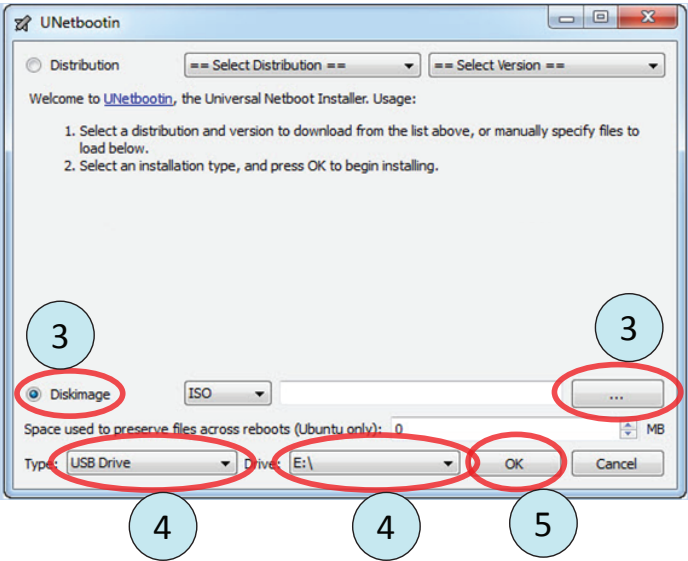 UNetbootin
Distribution == Select Distribution == == Select Version ==
Welcome to UNetbootin, the Universal Netboot Installer. Usage:
1. Select a distribution and version to download from the list above, or manually specify files to
load below.
2. Select an installation type, and press OK to begin installing.
3 3
Diskimage ISO ...
Space used to preserve files across reboots (Ubuntu only): 0 MB
Type: USB Drive Drive: E:\ OK Cancel
4 4 5